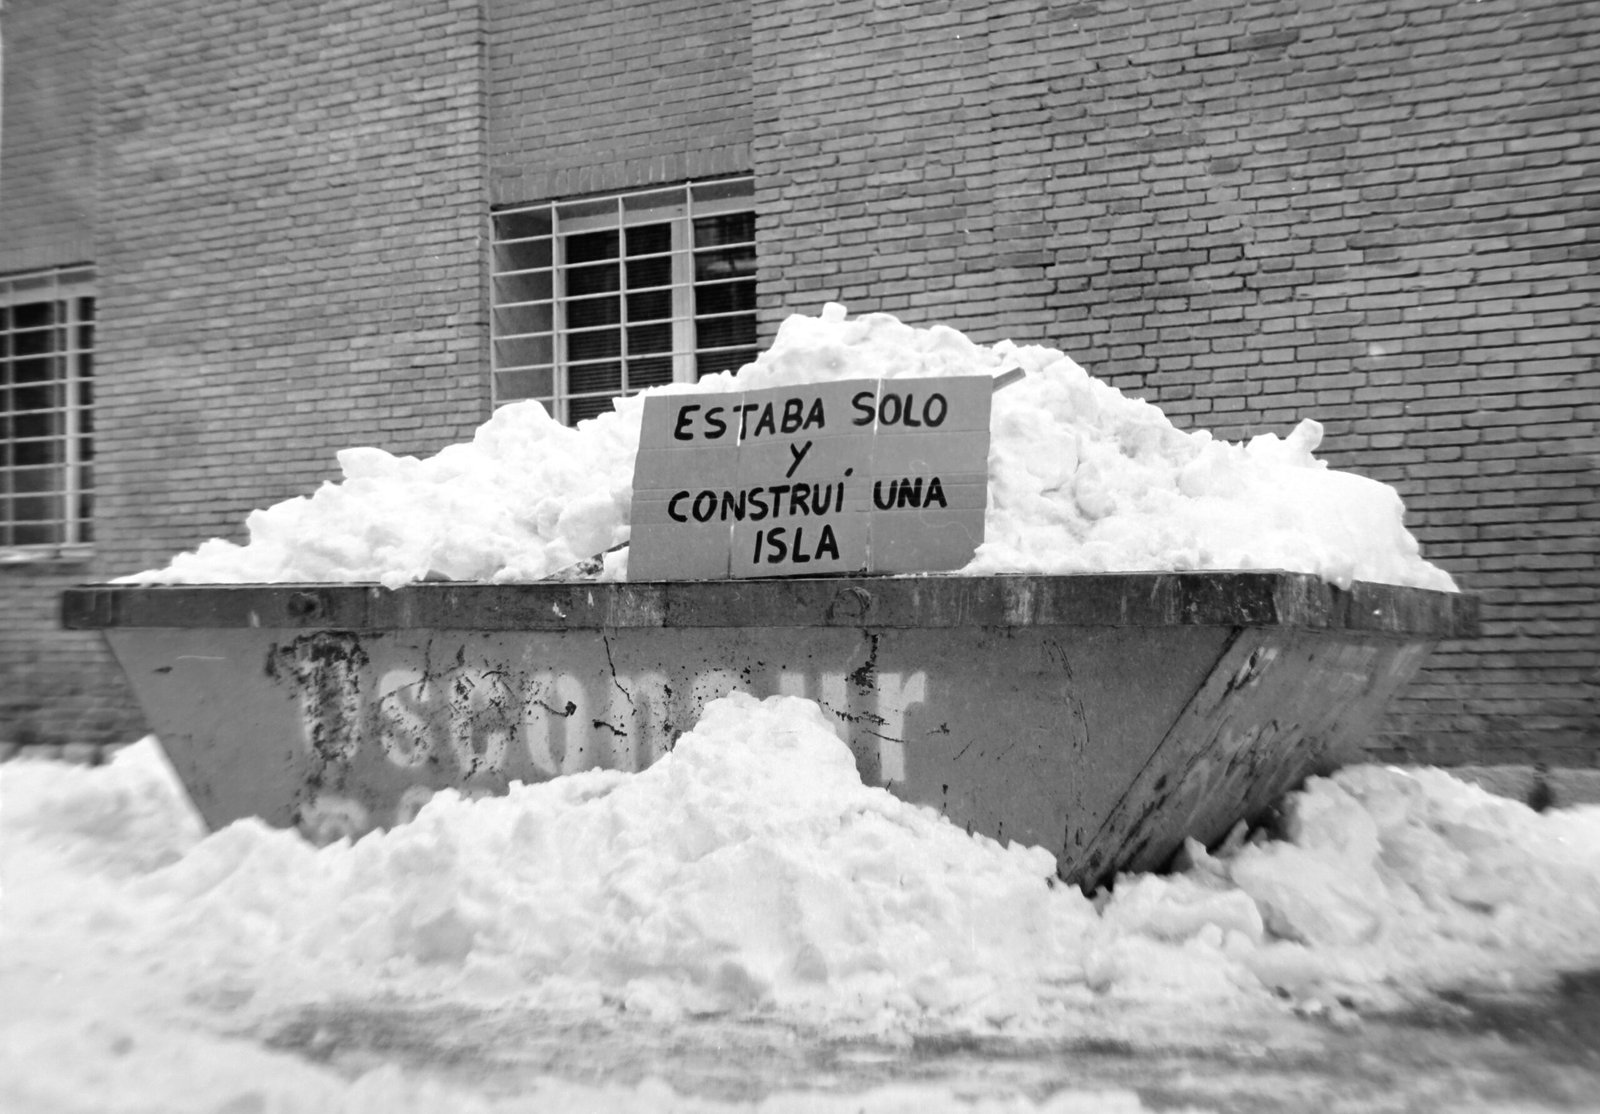 ESTABA SOLO
Y
CONSTRUÍ UNA
ISLA